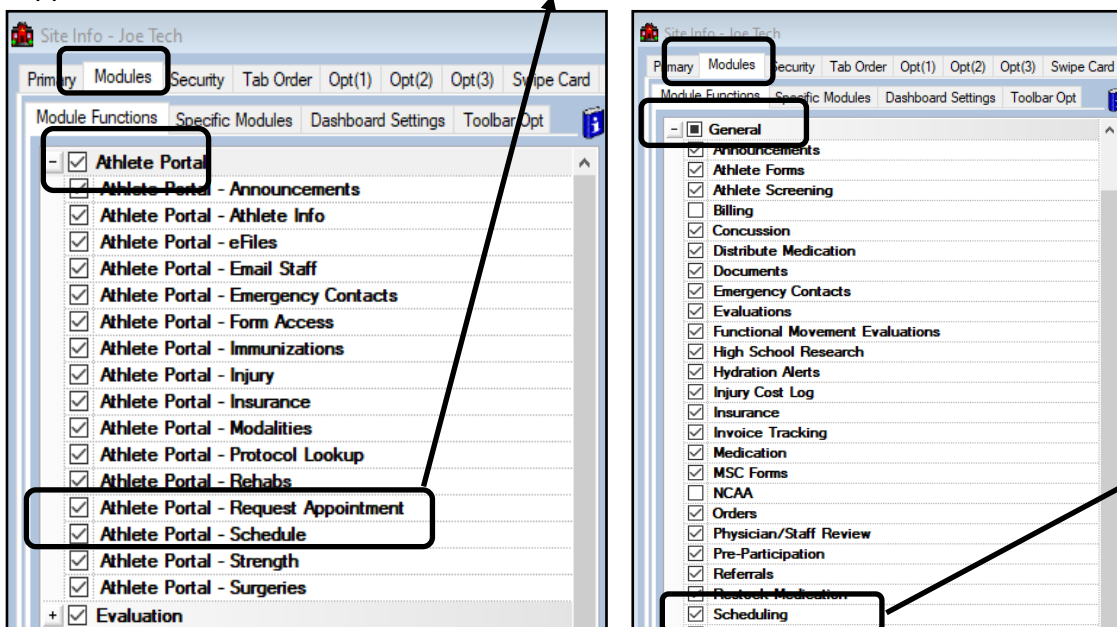 Site Info - Joe Tech
Primary Modules Security Tab Order Opt(1) Opt(2) Opt(3) Swipe Card
Module Functions Specific Modules Dashboard Settings Toolbar Opt
Athlete Portal
Athlete Portal - Announcements
Athlete Portal - Athlete Info
Athlete Portal - eFiles
Athlete Portal - Email Staff
Athlete Portal - Emergency Contacts
Athlete Portal - Form Access
Athlete Portal - Immunizations
Athlete Portal - Injury
Athlete Portal - Insurance
Athlete Portal - Modalities
Athlete Portal - Protocol Lookup
Athlete Portal - Rehabs
Athlete Portal - Request Appointment
Athlete Portal - Schedule
Athlete Portal - Strength
Athlete Portal - Surgeries
Evaluation
Site Info - Joe Tech
Primary Modules Security Tab Order Opt(1) Opt(2) Opt(3) Swipe Card
Module Functions Specific Modules Dashboard Settings Toolbar Opt
General
Announcements
Athlete Forms
Athlete Screening
Billing
Concussion
Distribute Medication
Documents
Emergency Contacts
Evaluations
Functional Movement Evaluations
High School Research
Hydration Alerts
Injury Cost Log
Insurance
Invoice Tracking
Medication
MSC Forms
NCAA
Orders
Physician/Staff Review
Pre-Participation
Referrals
Restock Medication
Scheduling